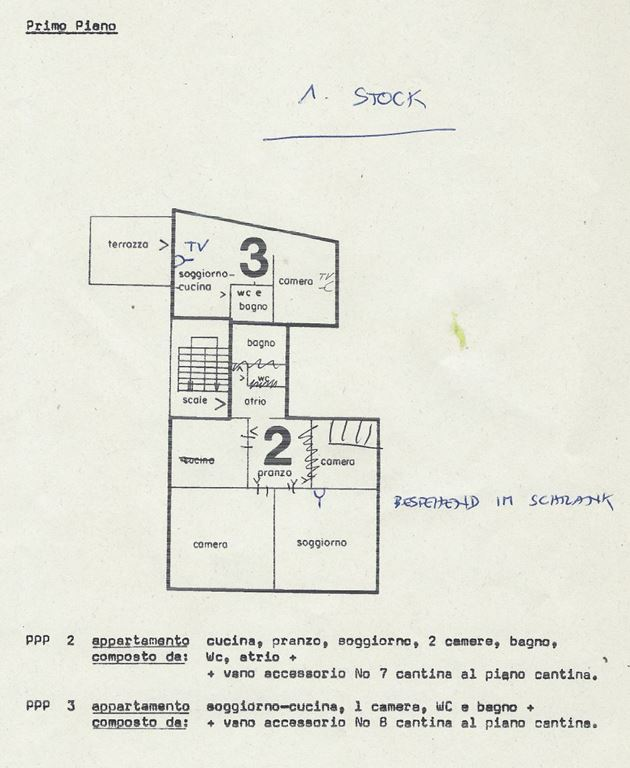 Primo Piano
1. STOCK
terrazza
TV
3
soggiorno-
cucina
camera
TV
wc e
bagno
bagno
wc
scale
atrio
2
cucina
pranzo
camera
BESTEHEND IM SCHRANK
camera
soggiorno
PPP 2 appartamento cucina, pranzo, soggiorno, 2 camere, bagno,
composto da: Wc, atrio +
+ vano accessorio No 7 cantina al piano cantina.
PPP 3 appartamento soggiorno-cucina, 1 camera, WC e bagno +
composto da: + vano accessorio No 8 cantina al piano cantina.